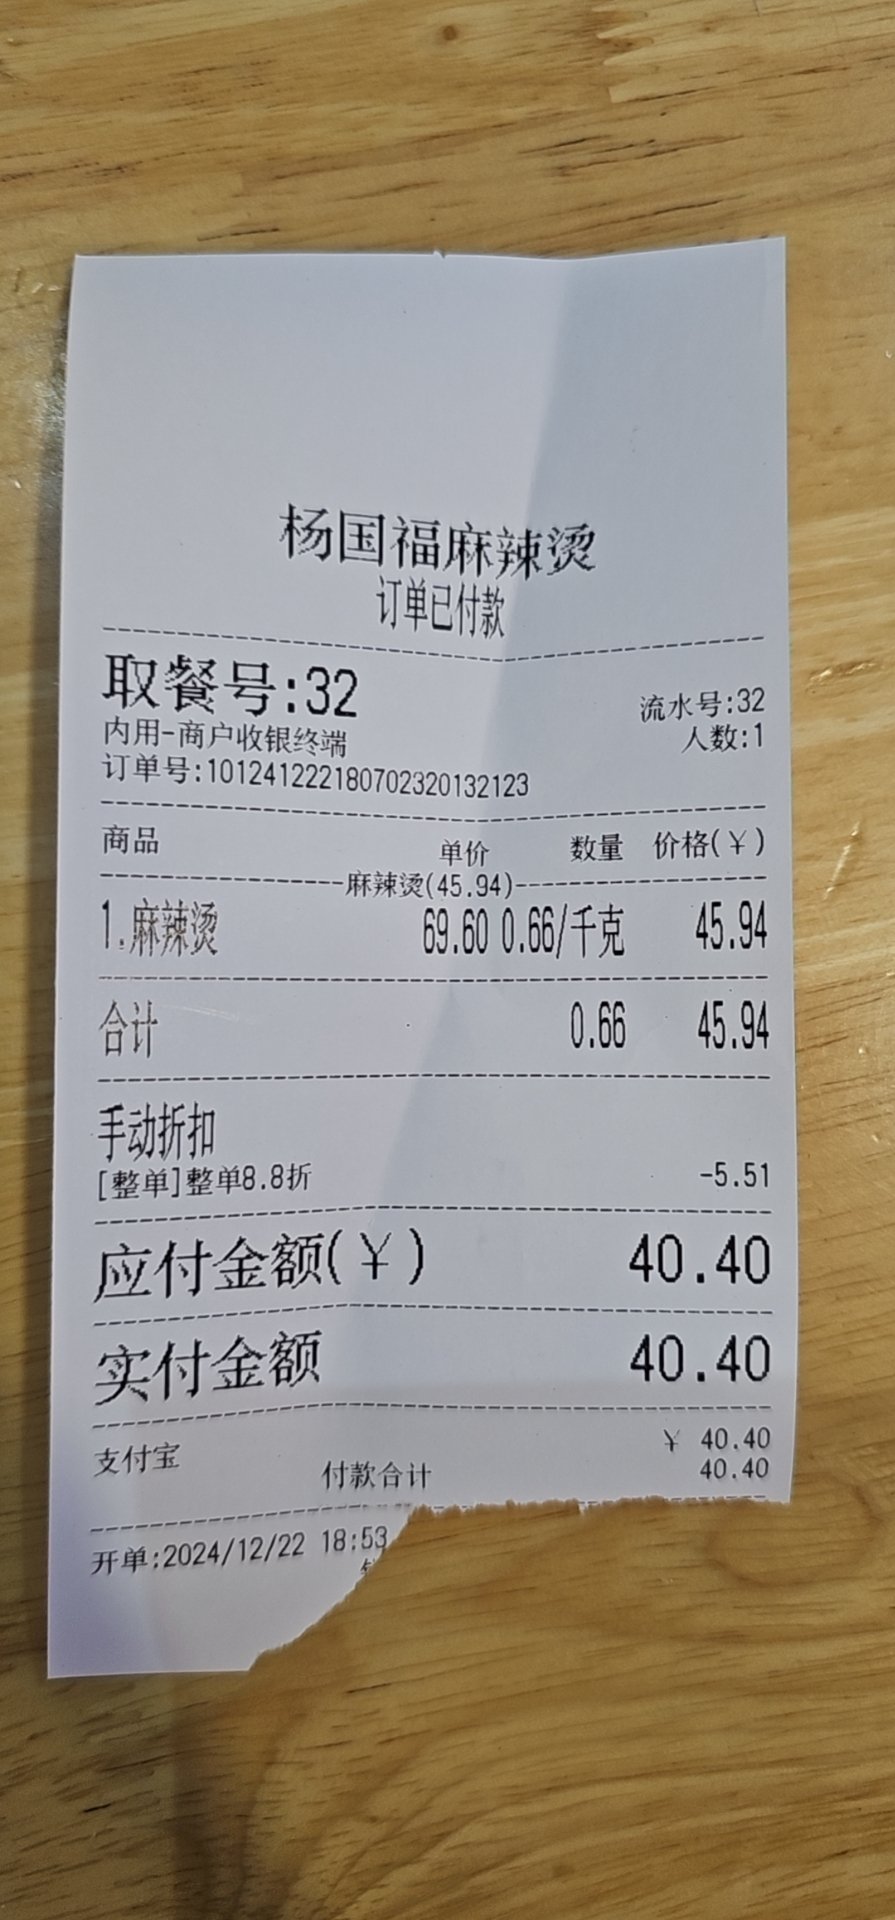 杨国福麻辣烫
订单已付款
取餐号:32
流水号:32
内用-商户收银终端
人数:1
订单号:101241222180702320132123
商品 单价 数量 价格(￥)
麻辣烫(45.94)
1.麻辣烫 69.60 0.66/千克 45.94
合计 0.66 45.94
手动折扣
[整单]整单8.8折 -5.51
应付金额(￥) 40.40
实付金额 40.40
支付宝 ￥ 40.40
付款合计 40.40
开单:2024/12/22 18:53